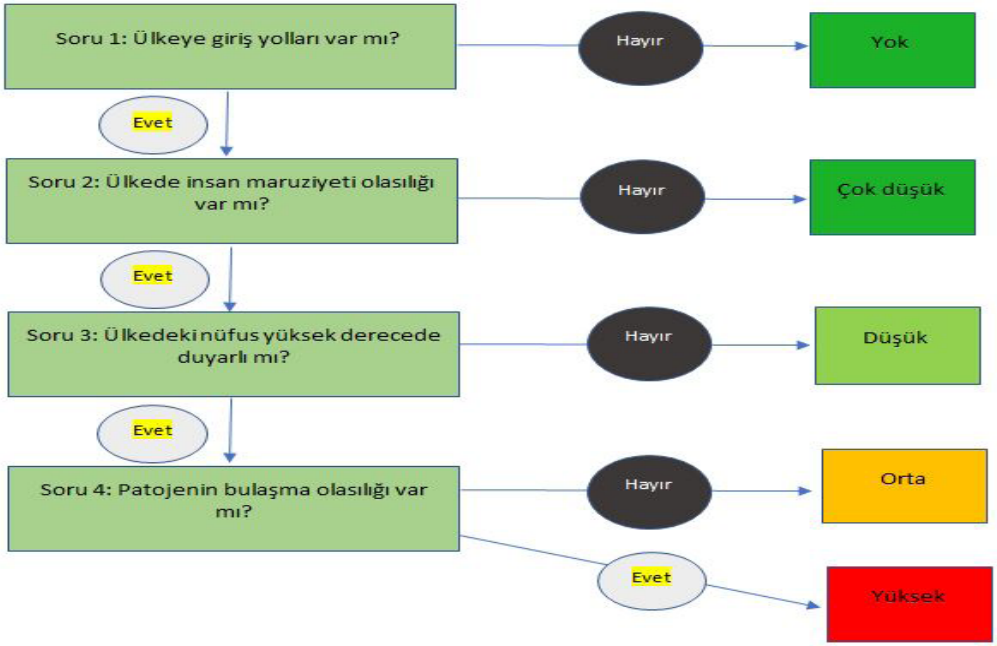 Soru 1: Ülkeye giriş yolları var mı?
Hayır
Yok
Evet
Soru 2: Ülkede insan maruziyeti olasılığı
var mı?
Hayır
Çok düşük
Evet
Soru 3: Ülkedeki nüfus yüksek derecede
duyarlı mı?
Hayır
Düşük
Evet
Soru 4: Patojenin bulaşma olasılığı var
mı?
Hayır
Orta
Evet
Yüksek